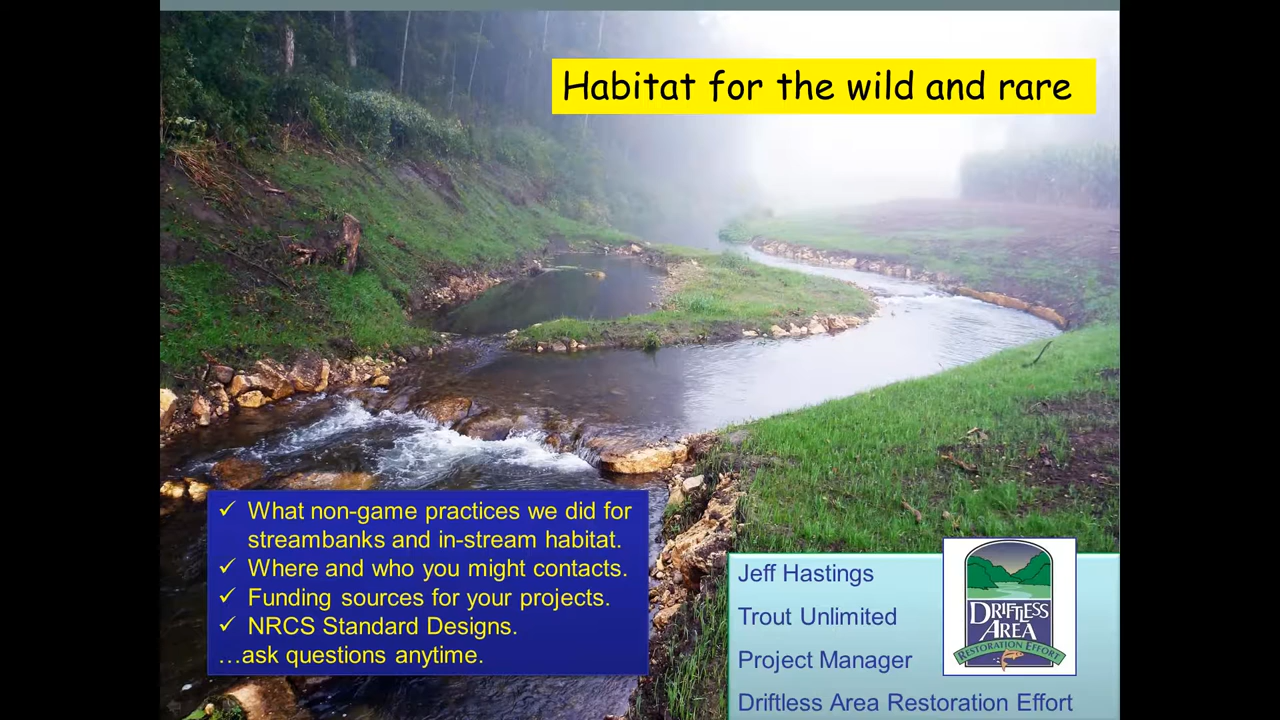 Habitat for the wild and rare
✓ What non-game practices we did for
streambanks and in-stream habitat.
✓ Where and who you might contacts.
✓ Funding sources for your projects.
✓ NRCS Standard Designs.
…ask questions anytime.
Jeff Hastings
Trout Unlimited
Project Manager
Driftless Area Restoration Effort
DRIFTLESS
AREA
RESTORATION EFFORT